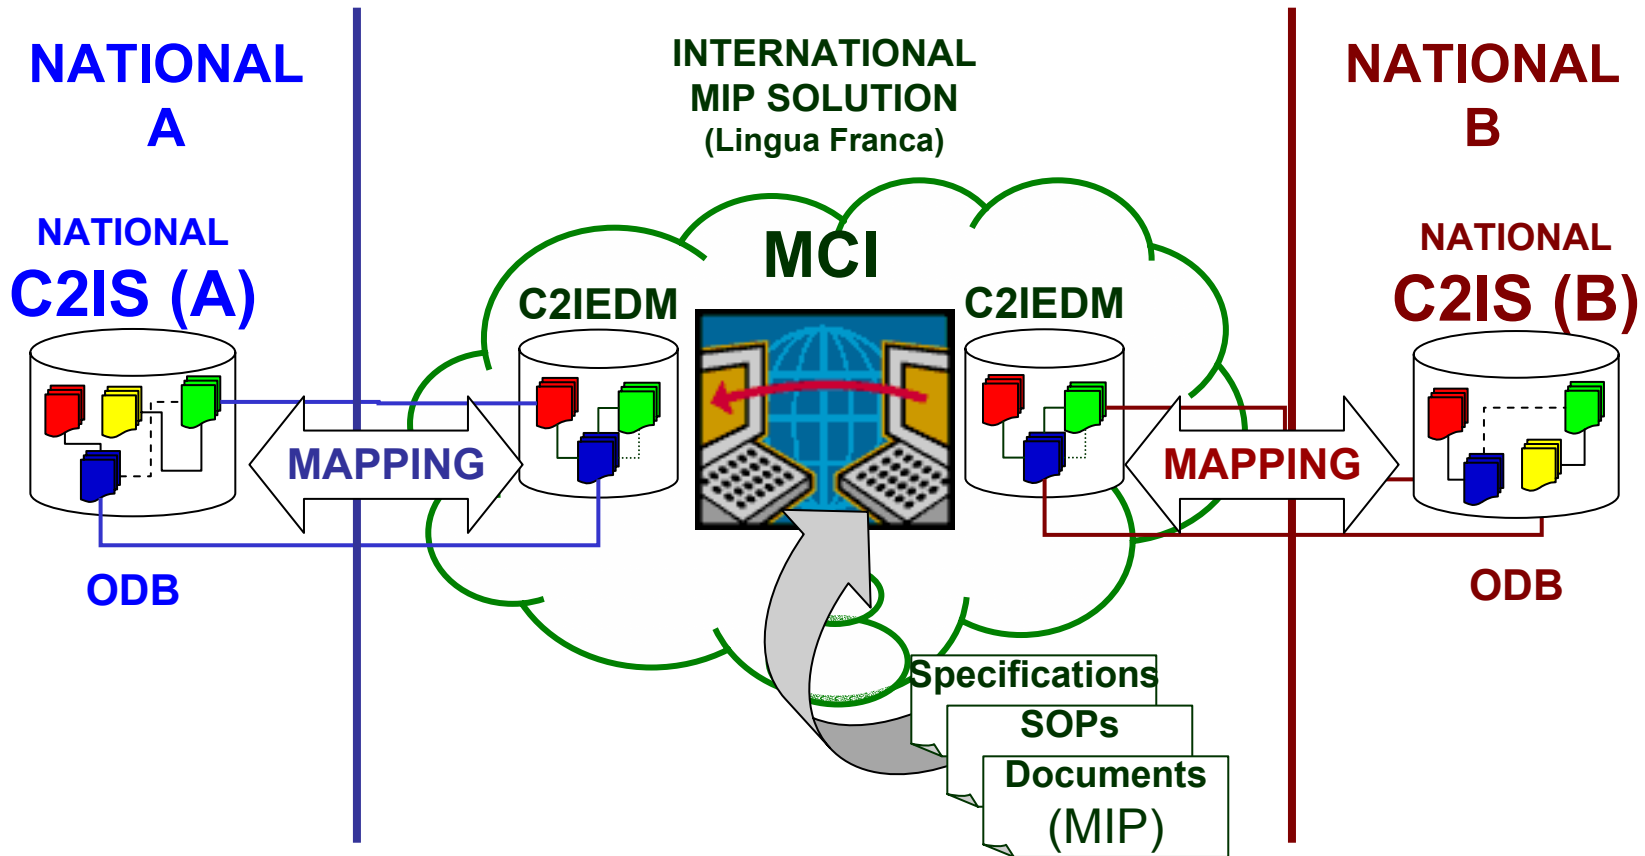 NATIONAL
A
INTERNATIONAL
MIP SOLUTION
(Lingua Franca)
NATIONAL
B
NATIONAL
C2IS (A)
MCI
C2IEDM
C2IEDM
NATIONAL
C2IS (B)
MAPPING
MAPPING
ODB
ODB
Specifications
SOPs
Documents
(MIP)